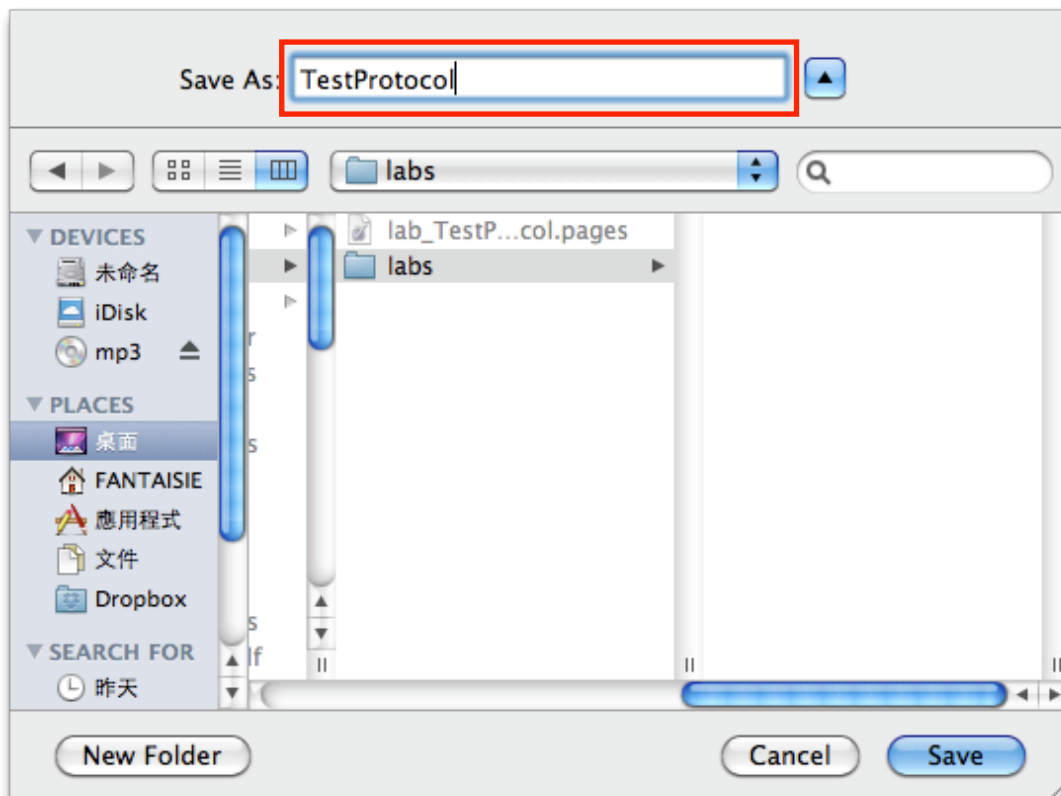 Save As: TestProtocol
labs
DEVICES
未命名
iDisk
mp3
PLACES
桌面
FANTAISIE
應用程式
文件
Dropbox
SEARCH FOR
昨天
lab_TestP...col.pages
labs
New Folder
Cancel
Save